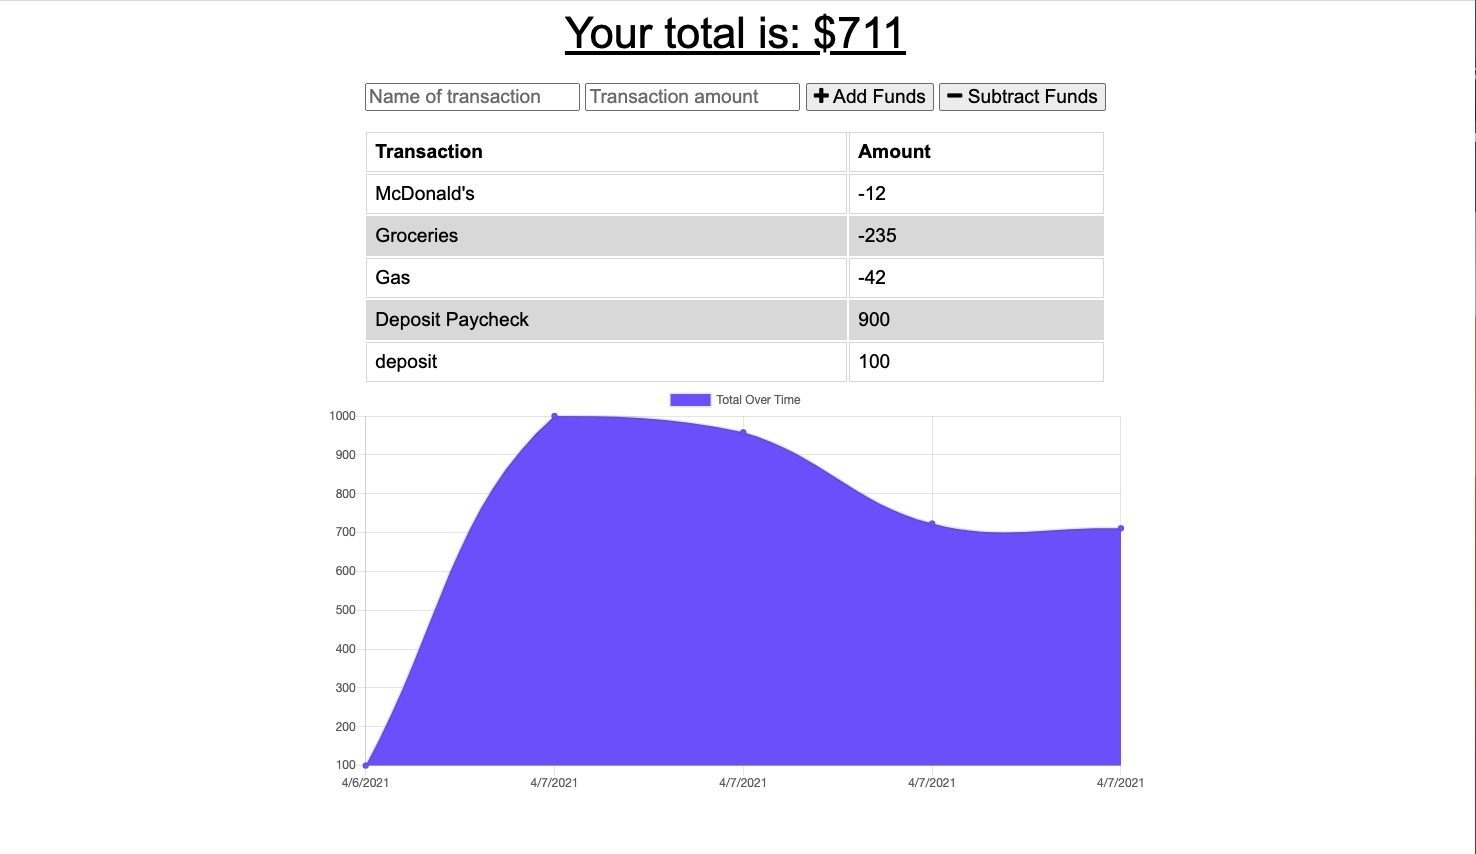 Your total is: $711
Name of transaction Transaction amount Add Funds Subtract Funds
Transaction Amount
McDonald's -12
Groceries -235
Gas -42
Deposit Paycheck 900
deposit 100
Total Over Time
1000
900
800
700
600
500
400
300
200
100
4/6/2021 4/7/2021 4/7/2021 4/7/2021 4/7/2021